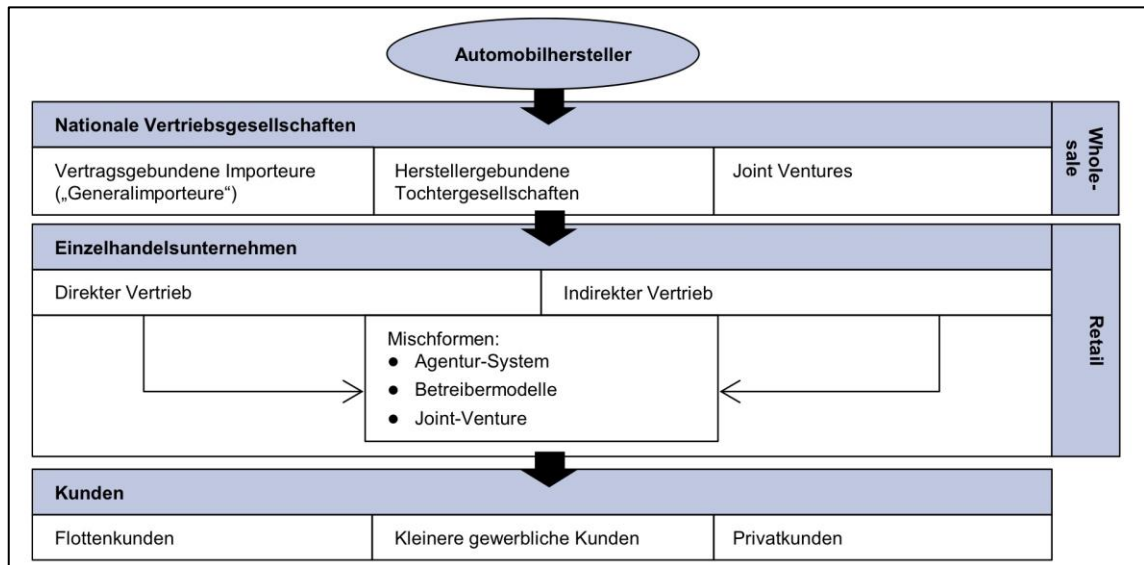 Automobilhersteller
Nationale Vertriebsgesellschaften
Vertragsgebundene Importeure
(„Generalimporteure“)
Herstellergebundene
Tochtergesellschaften
Joint Ventures
Whole-
sale
Einzelhandelsunternehmen
Direkter Vertrieb
Indirekter Vertrieb
Mischformen:
● Agentur-System
● Betreibermodelle
● Joint-Venture
Retail
Kunden
Flottenkunden
Kleinere gewerbliche Kunden
Privatkunden